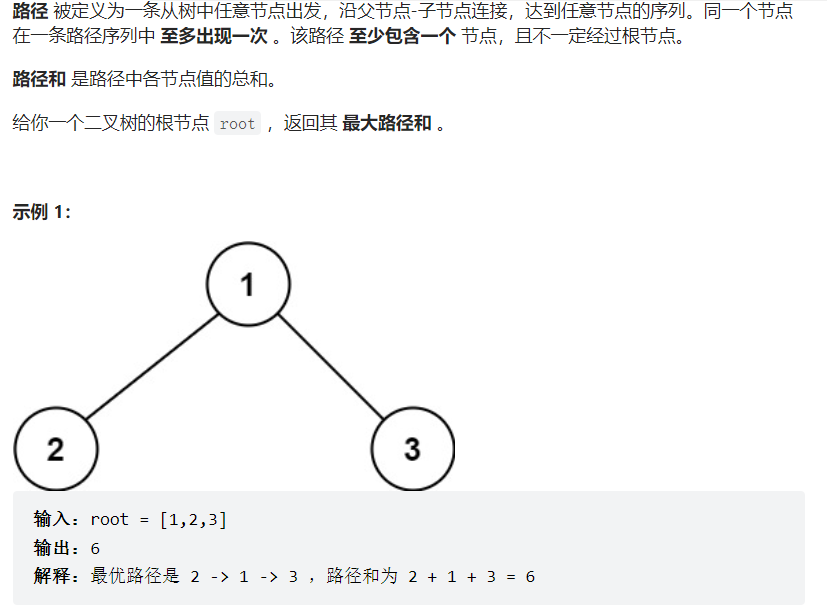 路径 被定义为一条从树中任意节点出发，沿父节点-子节点连接，达到任意节点的序列。同一个节点
在一条路径序列中 至多出现一次 。该路径 至少包含一个 节点，且不一定经过根节点。
路径和 是路径中各节点值的总和。
给你一个二叉树的根节点 root ，返回其 最大路径和 。
示例 1：
1
2
3
输入：root = [1,2,3]
输出：6
解释：最优路径是 2 -> 1 -> 3 ，路径和为 2 + 1 + 3 = 6